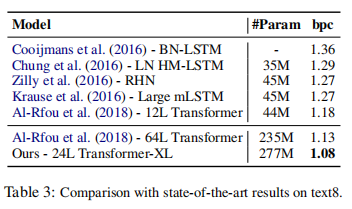 Model #Param bpc
Cooijmans et al. (2016) - BN-LSTM - 1.36
Chung et al. (2016) - LN HM-LSTM 35M 1.29
Zilly et al. (2016) - RHN 45M 1.27
Krause et al. (2016) - Large mLSTM 45M 1.27
Al-Rfou et al. (2018) - 12L Transformer 44M 1.18
Al-Rfou et al. (2018) - 64L Transformer 235M 1.13
Ours - 24L Transformer-XL 277M 1.08
Table 3: Comparison with state-of-the-art results on text8.